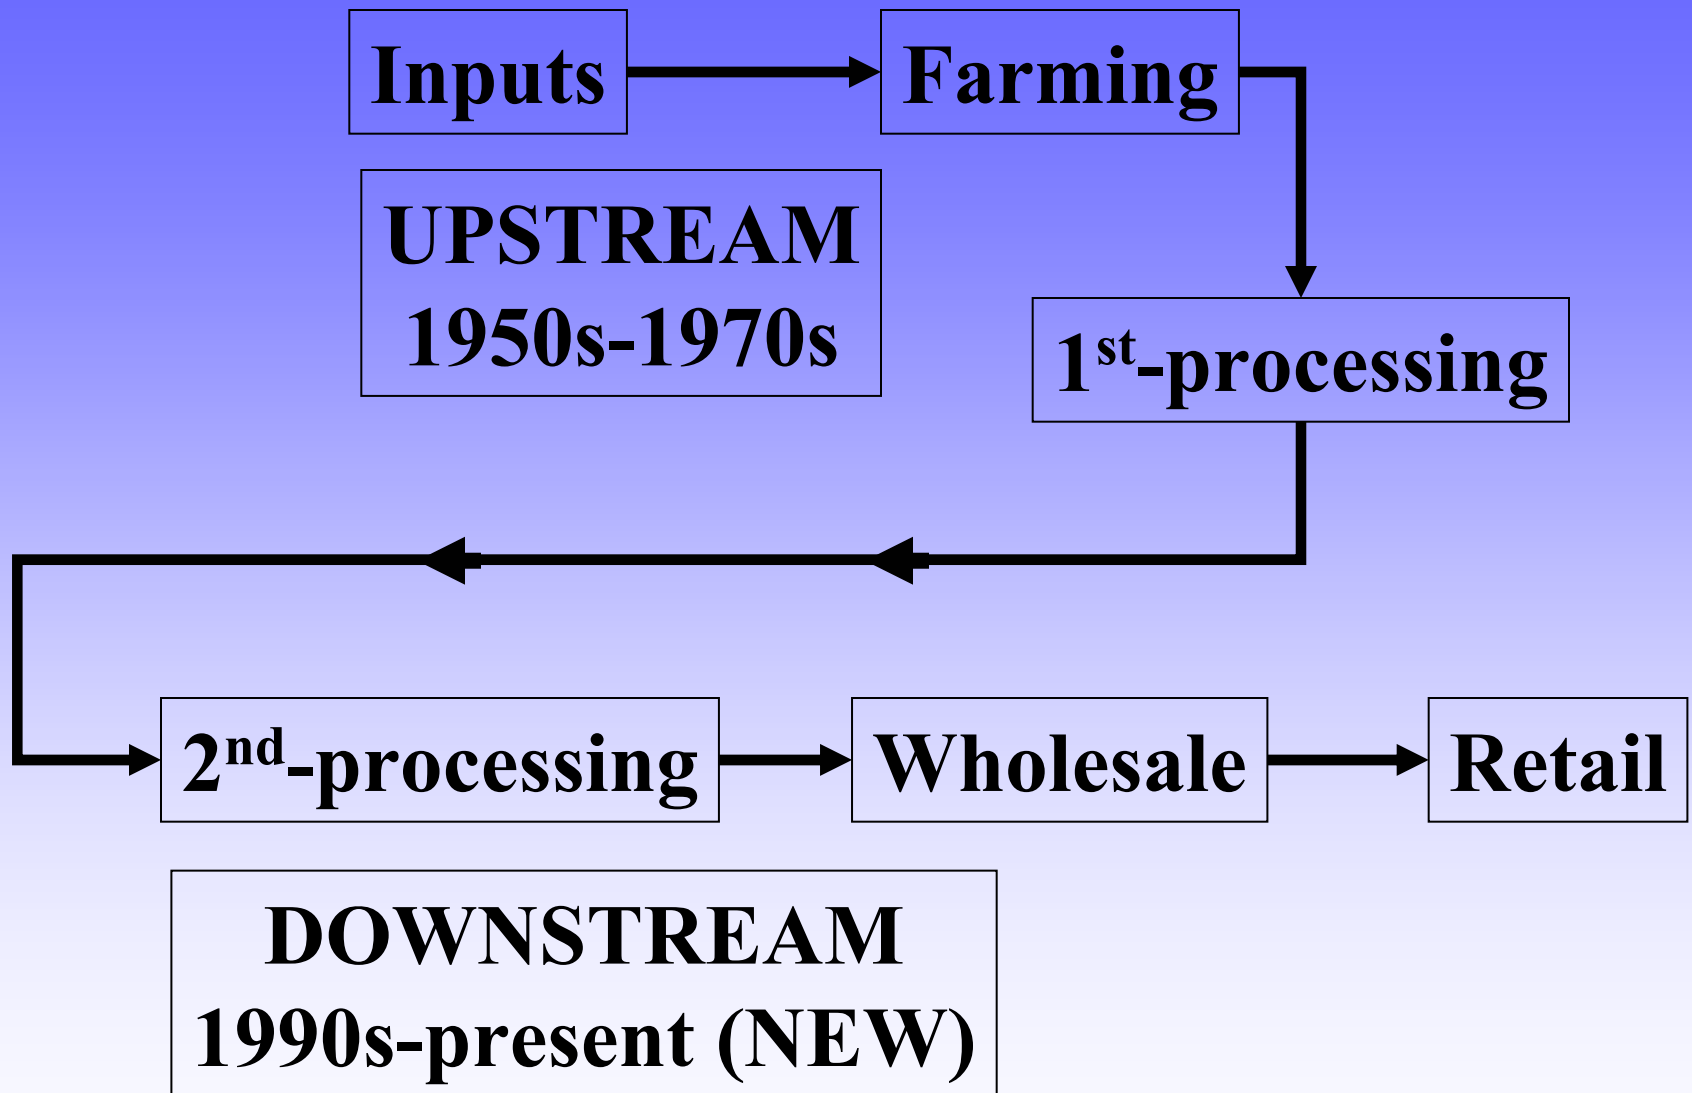 Inputs
Farming
UPSTREAM
1950s-1970s
1st-processing
2nd-processing
Wholesale
Retail
DOWNSTREAM
1990s-present (NEW)